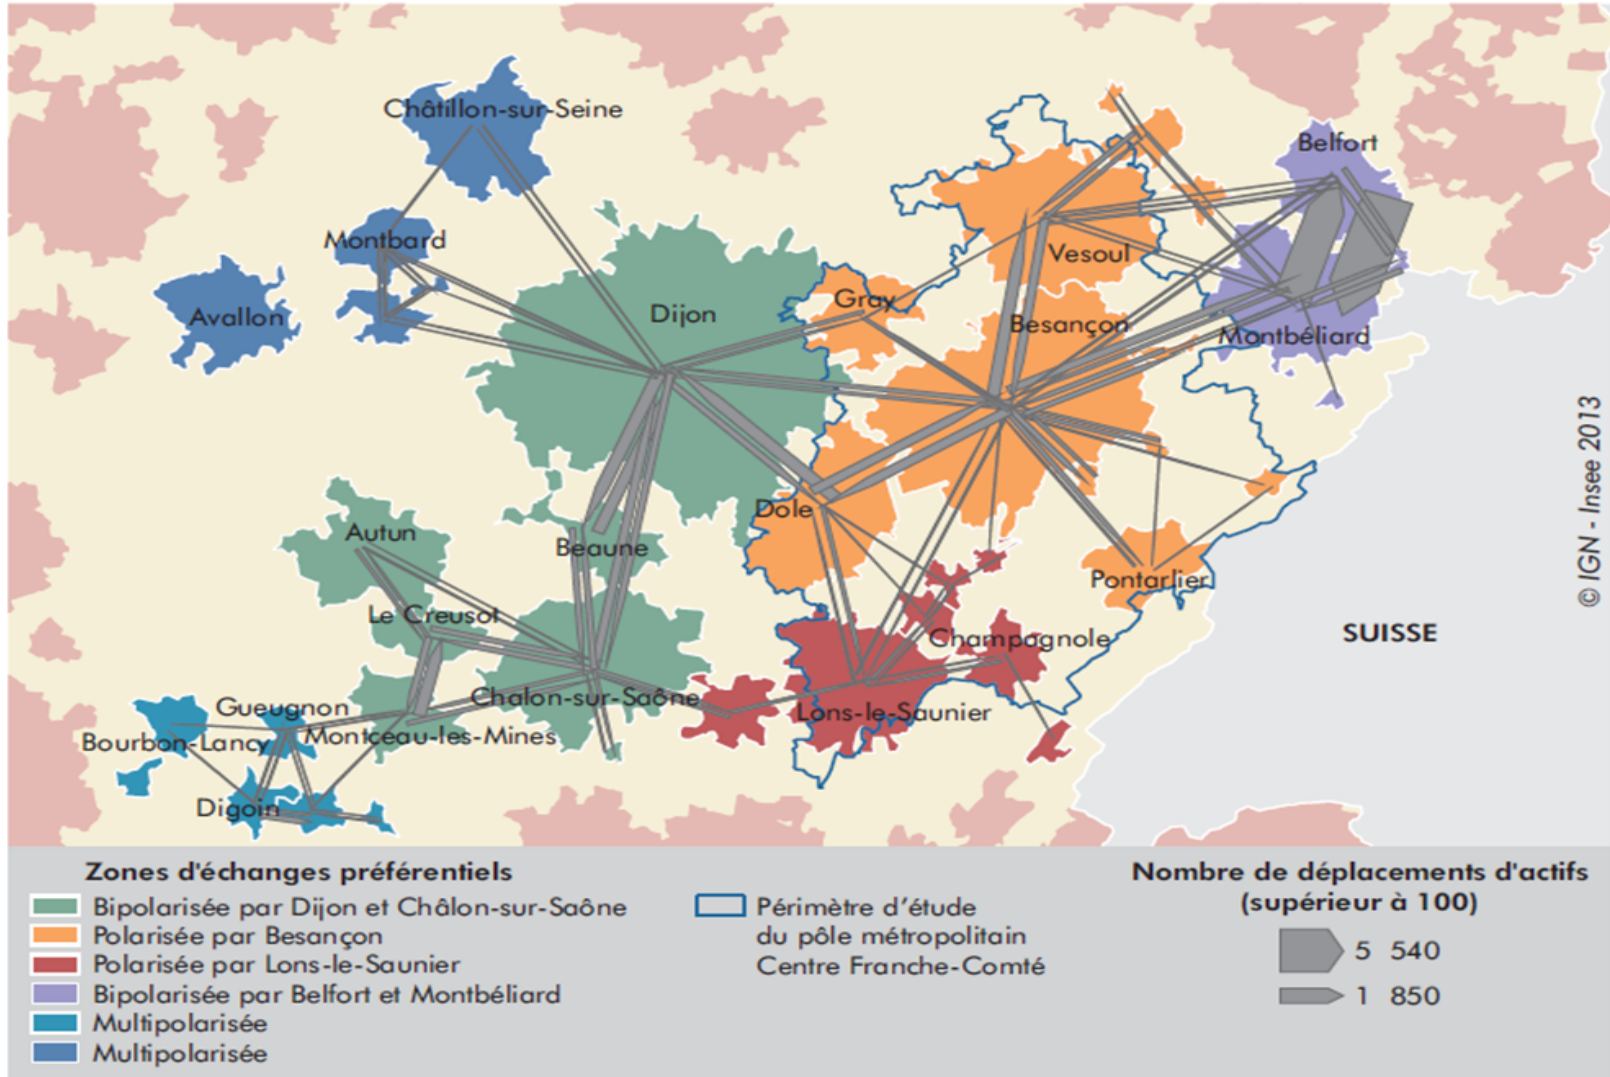 Châtillon-sur-Seine
Belfort
Montbard
Vesoul
Gray
Avallon
Dijon
Besançon
Montbéliard
Dole
Autun
Beaune
Pontarlier
Le Creusot
SUISSE
Champagnole
Chalon-sur-Saône
Gueugnon
Lons-le-Saunier
Bourbon-Lancy
Montceau-les-Mines
Digoin
© IGN - Insee 2013
Zones d'échanges préférentiels
Bipolarisée par Dijon et Châlon-sur-Saône
Polarisée par Besançon
Polarisée par Lons-le-Saunier
Bipolarisée par Belfort et Montbéliard
Multipolarisée
Multipolarisée
Périmètre d'étude
du pôle métropolitain
Centre Franche-Comté
Nombre de déplacements d'actifs
(supérieur à 100)
5 540
1 850